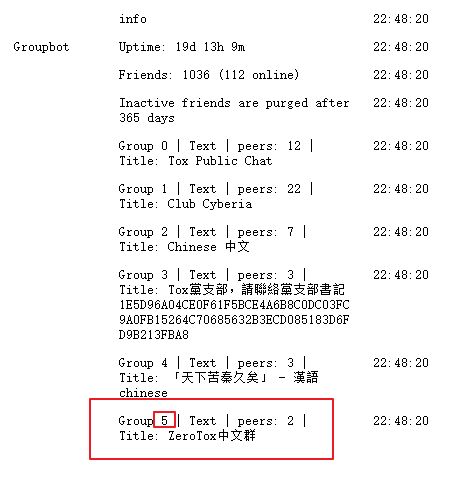 info 22:48:20
Groupbot Uptime: 19d 13h 9m 22:48:20
Friends: 1036 (112 online) 22:48:20
Inactive friends are purged after 22:48:20
365 days
Group 0 | Text | peers: 12 | 22:48:20
Title: Tox Public Chat
Group 1 | Text | peers: 22 | 22:48:20
Title: Club Cyberia
Group 2 | Text | peers: 7 | 22:48:20
Title: Chinese 中文
Group 3 | Text | peers: 3 | 22:48:20
Title: Tox黨支部，請聯絡黨支部書記
1E5D96A04CE0F61F5BCE4A6B8C0DC03FC
9A0FB15264C70685632B3ECD085183D6F
D9B213FBA8
Group 4 | Text | peers: 3 | 22:48:20
Title: 「天下苦秦久矣」 - 漢語
chinese
Group 5 | Text | peers: 2 | 22:48:20
Title: ZeroTox中文群